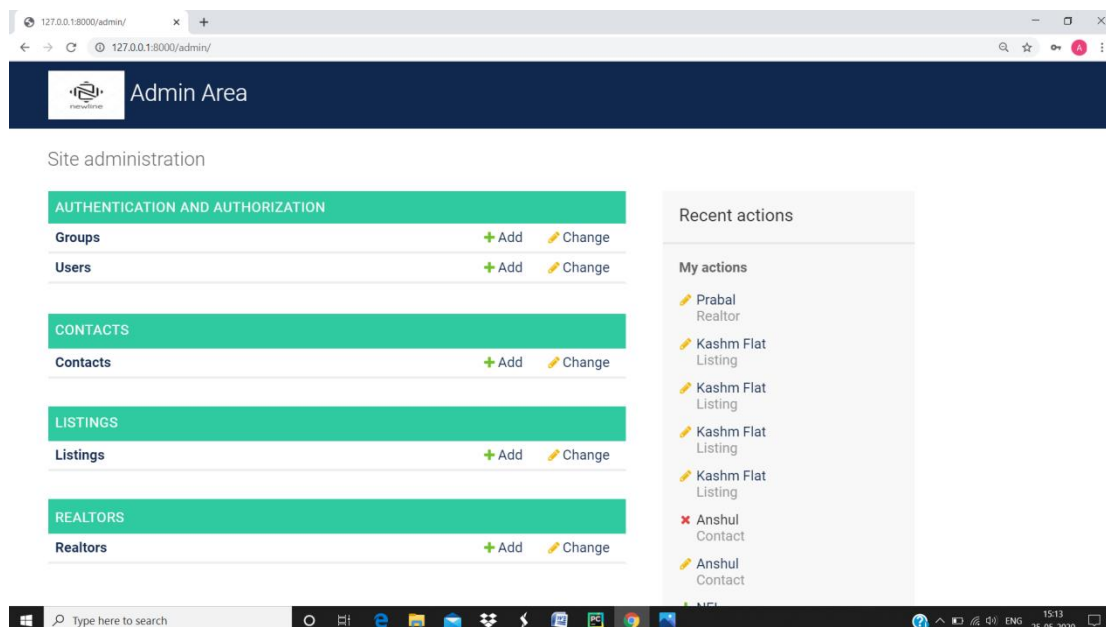 127.0.0.1:8000/admin/
127.0.0.1:8000/admin/
A
newline
Admin Area
Site administration
AUTHENTICATION AND AUTHORIZATION
Groups Add Change
Users Add Change
CONTACTS
Contacts Add Change
LISTINGS
Listings Add Change
REALTORS
Realtors Add Change
Recent actions
My actions
Prabal
Realtor
Kashm Flat
Listing
Kashm Flat
Listing
Kashm Flat
Listing
Kashm Flat
Listing
Anshul
Contact
Anshul
Contact
Type here to search
PC
ENG
15:13